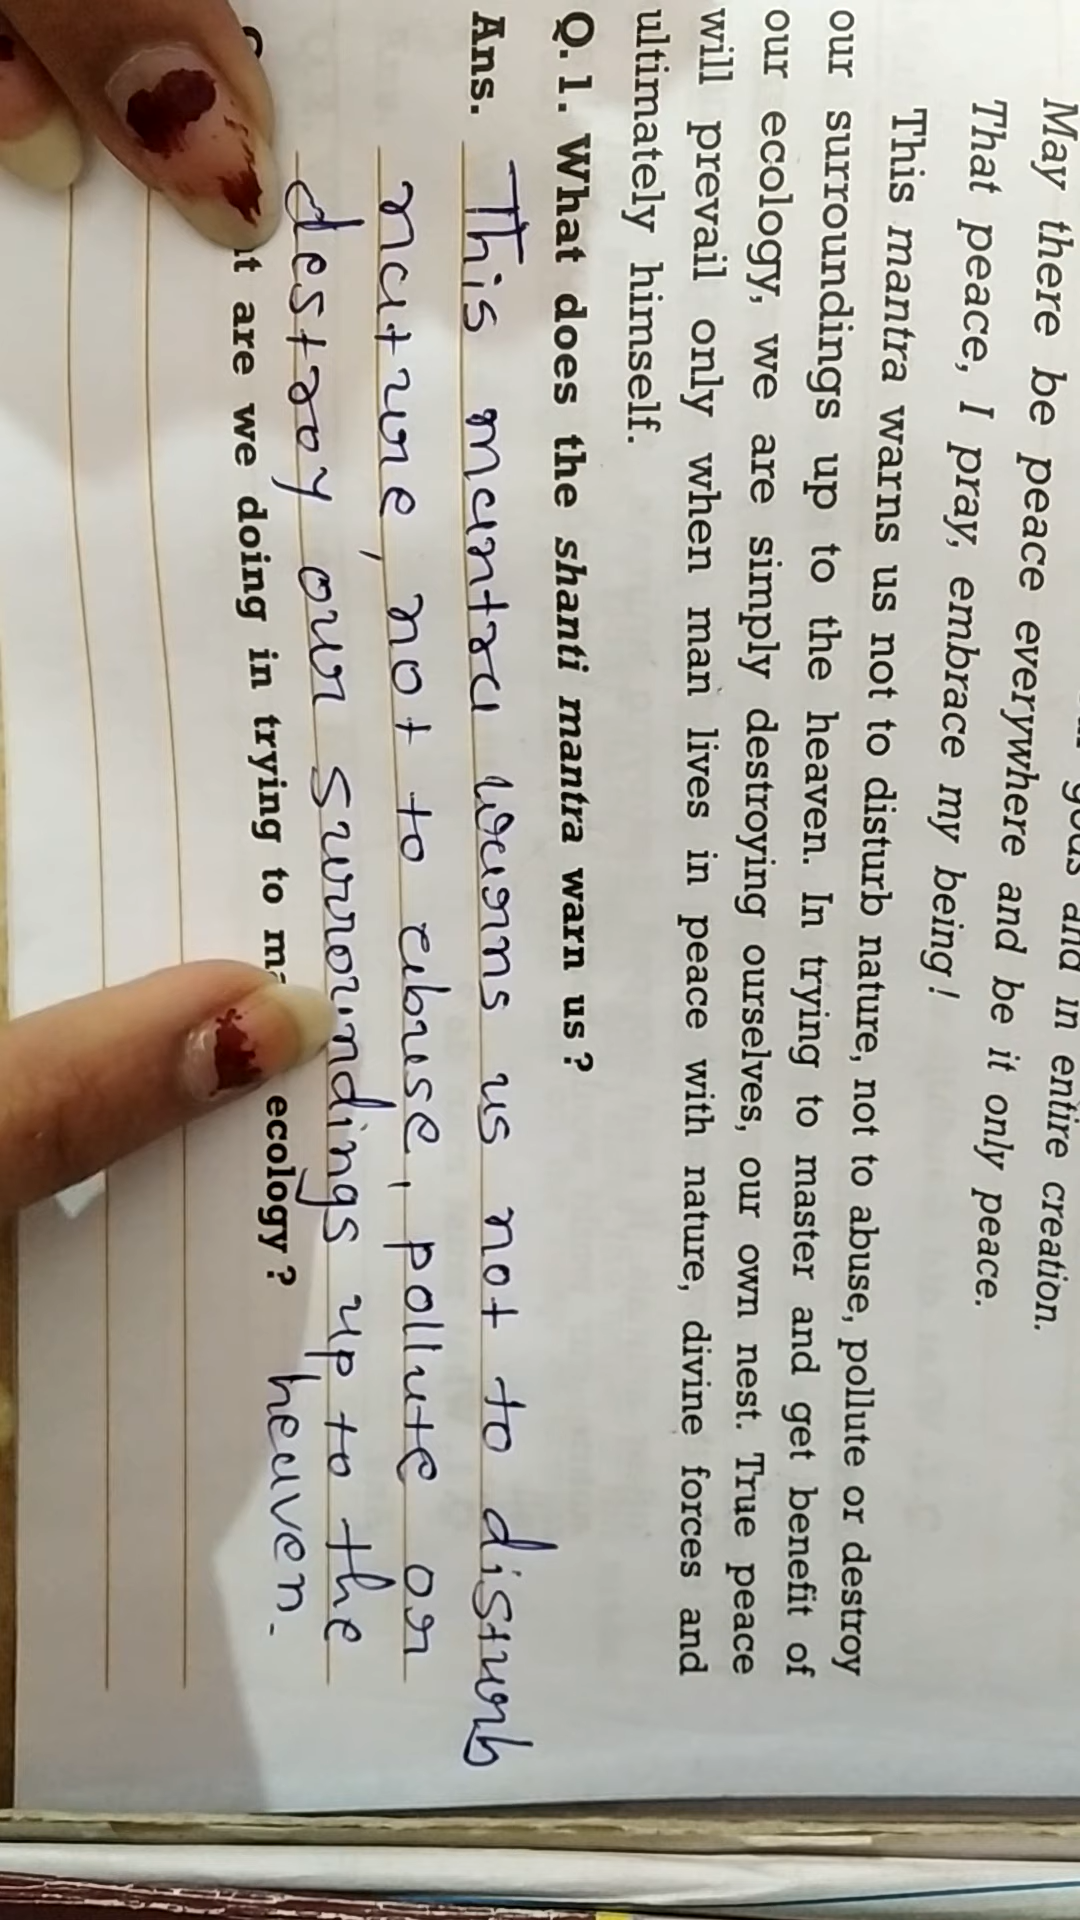 and in entire creation.
May there be peace everywhere and be it only peace.
That peace, I pray, embrace my being !
This mantra warns us not to disturb nature, not to abuse, pollute or destroy
our surroundings up to the heaven. In trying to master and get benefit of
our ecology, we are simply destroying ourselves, our own nest. True peace
will prevail only when man lives in peace with nature, divine forces and
ultimately himself.
Q. 1. What does the shanti mantra warn us ?
Ans. This mantra warns us not to disturb
nature, not to abuse, pollute or
destroy our surroundings up to the
heaven.
are we doing in trying to ecology ?